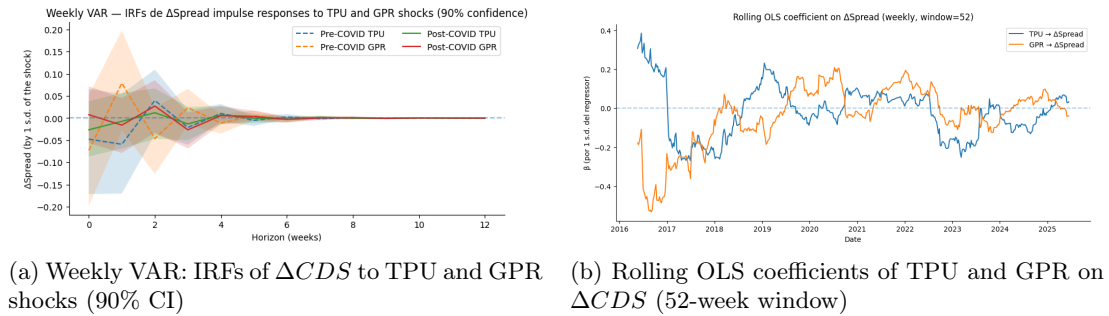 Weekly VAR — IRFs de ΔSpread impulse responses to TPU and GPR shocks (90% confidence)
Pre-COVID TPU
Pre-COVID GPR
Post-COVID TPU
Post-COVID GPR
ΔSpread (by 1 s.d. of the shock)
0.20
0.15
0.10
0.05
0.00
−0.05
−0.10
−0.15
−0.20
0 2 4 6 8 10 12
Horizon (weeks)
(a) Weekly VAR: IRFs of ΔCDS to TPU and GPR
shocks (90% CI)
Rolling OLS coefficient on ΔSpread (weekly, window=52)
TPU → ΔSpread
GPR → ΔSpread
β (por 1 s.d. del regresor)
0.4
0.2
0.0
−0.2
−0.4
2016 2017 2018 2019 2020 2021 2022 2023 2024 2025
Date
(b) Rolling OLS coefficients of TPU and GPR on
ΔCDS (52-week window)